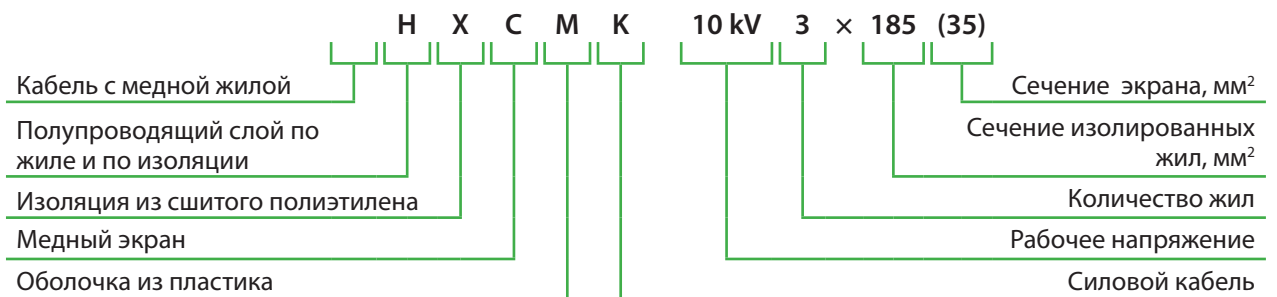 H X C M K 10 kV 3 × 185 (35)
Кабель с медной жилой
Полупроводящий слой по
жиле и по изоляции
Изоляция из сшитого полиэтилена
Медный экран
Оболочка из пластика
Сечение экрана, мм²
Сечение изолированных
жил, мм²
Количество жил
Рабочее напряжение
Силовой кабель